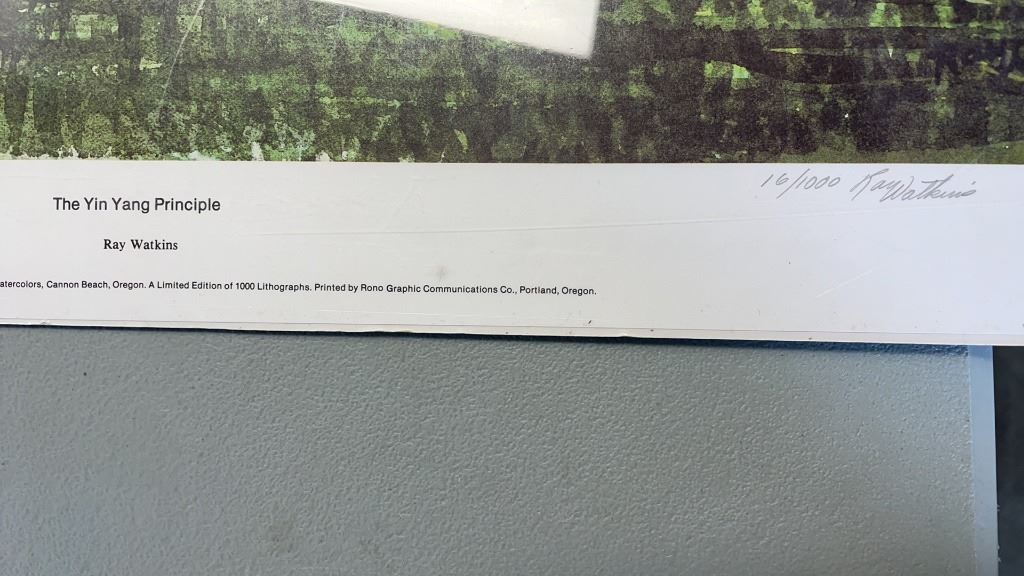 16/1000 Ray Watkins
The Yin Yang Principle
Ray Watkins
atercolors, Cannon Beach, Oregon. A Limited Edition of 1000 Lithographs. Printed by Rono Graphic Communications Co., Portland, Oregon.